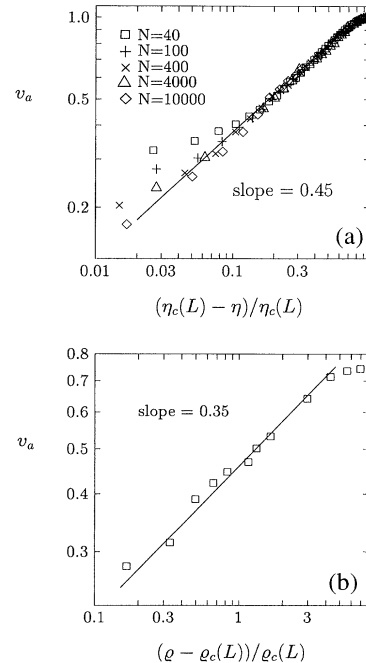 1.0
0.5
0.2
v_a
□ N=40
+ N=100
× N=400
△ N=4000
◇ N=10000
slope = 0.45
(a)
0.01 0.03 0.1 0.3
(η_c(L) − η)/η_c(L)
0.8
0.7
0.6
0.5
0.4
0.3
v_a
slope = 0.35
(b)
0.1 0.3 1 3
(ϱ − ϱ_c(L))/ϱ_c(L)